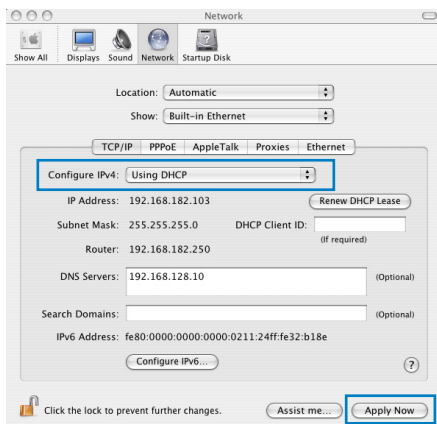 Network
Show All Displays Sound Network Startup Disk
Location: Automatic
Show: Built-in Ethernet
TCP/IP PPPoE AppleTalk Proxies Ethernet
Configure IPv4: Using DHCP
IP Address: 192.168.182.103 Renew DHCP Lease
Subnet Mask: 255.255.255.0 DHCP Client ID:
(If required)
Router: 192.168.182.250
DNS Servers: 192.168.128.10 (Optional)
Search Domains: (Optional)
IPv6 Address: fe80:0000:0000:0000:0211:24ff:fe32:b18e
Configure IPv6... ?
Click the lock to prevent further changes. Assist me... Apply Now